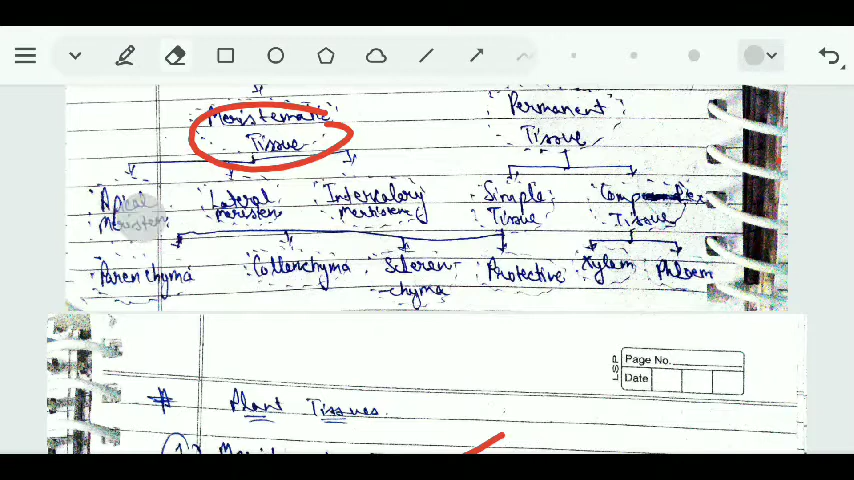 Meristematic
Tissue
Permanent
Tissue
Apical
Meristem
Lateral
meristem
Intercalary
Meristem
Simple
Tissue
Complex
Tissue
Parenchyma
Collenchyma
Scleren-
-chyma
Protective
Xylem
Phloem
LSP
Page No.
Date
# Plant Tissues